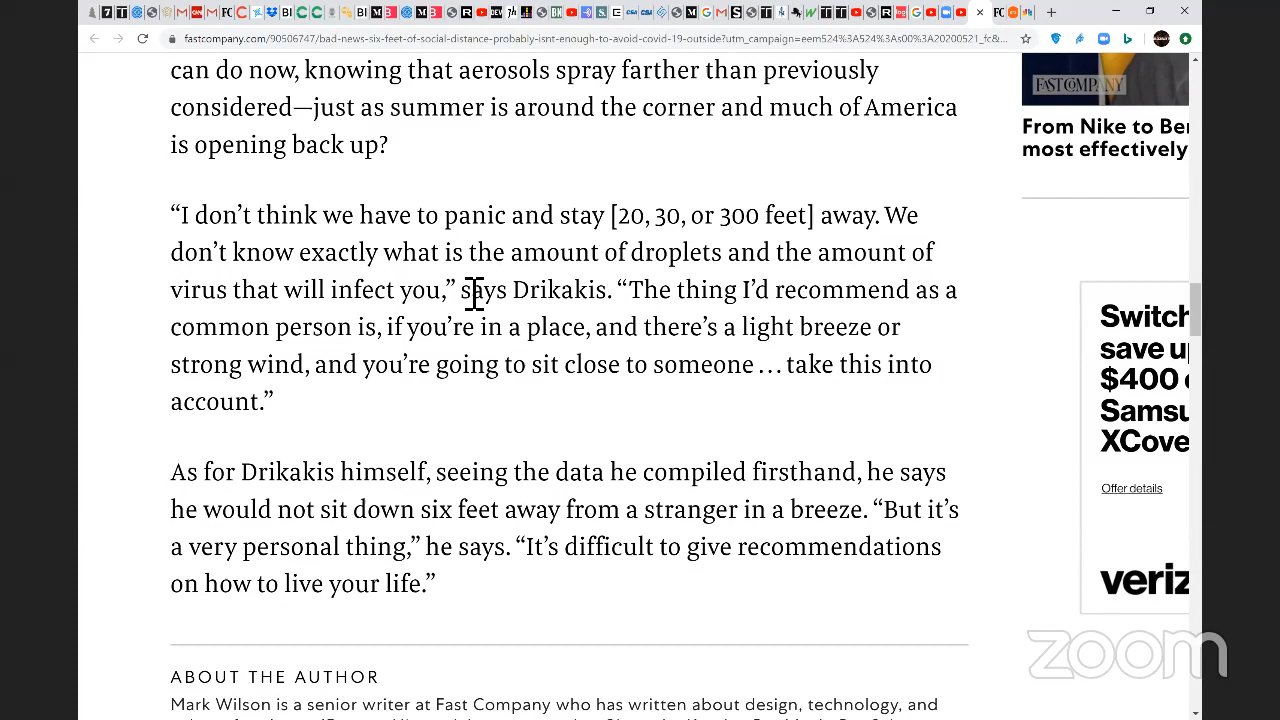 fastcompany.com/90506747/bad-news-six-feet-of-social-distance-probably-isnt-enough-to-avoid-covid-19-outside?utm_campaign=eem524%3A524%3As00%3A20200521_fc&...
can do now, knowing that aerosols spray farther than previously
considered—just as summer is around the corner and much of America
is opening back up?
“I don’t think we have to panic and stay [20, 30, or 300 feet] away. We
don’t know exactly what is the amount of droplets and the amount of
virus that will infect you,” says Drikakis. “The thing I’d recommend as a
common person is, if you’re in a place, and there’s a light breeze or
strong wind, and you’re going to sit close to someone . . . take this into
account.”
As for Drikakis himself, seeing the data he compiled firsthand, he says
he would not sit down six feet away from a stranger in a breeze. “But it’s
a very personal thing,” he says. “It’s difficult to give recommendations
on how to live your life.”
ABOUT THE AUTHOR
Mark Wilson is a senior writer at Fast Company who has written about design, technology, and
FAST COMPANY
From Nike to Ber
most effectively
Switch
save up
$400 
Samsu
XCove
Offer details
veriz
zoom